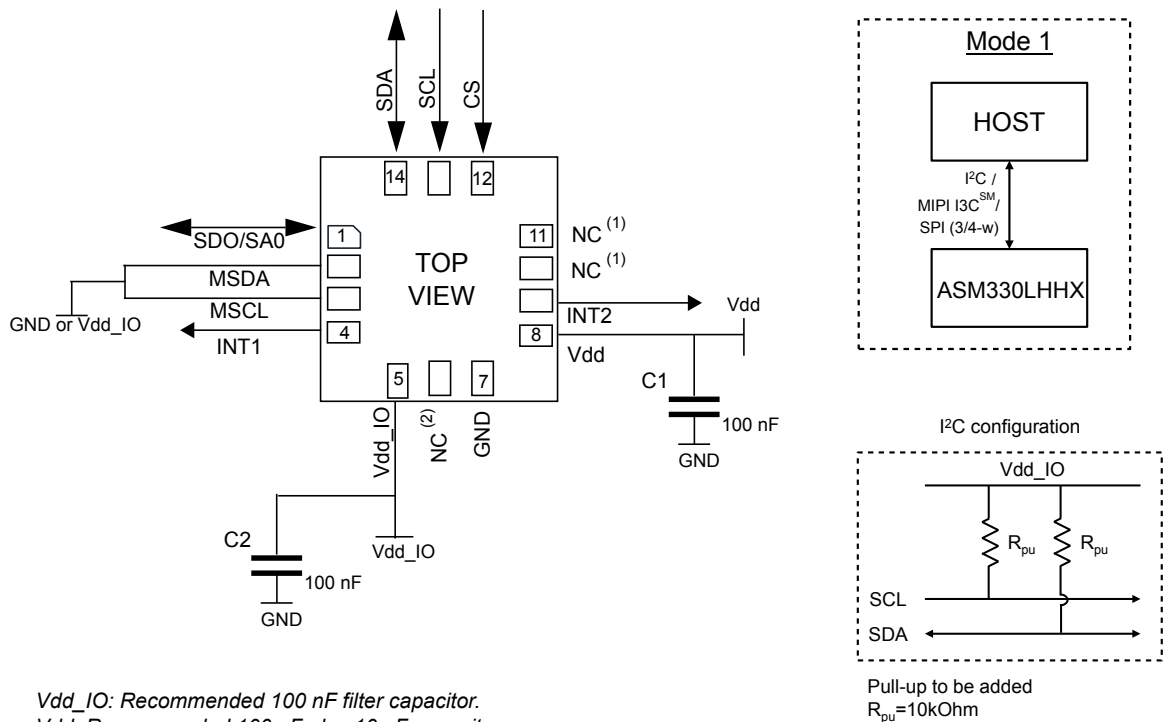 SDA
SCL
CS
14
12
SDO/SA0
1
11
NC (1)
TOP
VIEW
NC (1)
MSDA
MSCL
GND or Vdd_IO
INT1
4
INT2
8
Vdd
Vdd
5
7
Vdd_IO
NC (2)
GND
C1
100 nF
GND
C2
100 nF
GND
Vdd_IO
Mode 1
HOST
I²C /
MIPI I3C SM/
SPI (3/4-w)
ASM330LHHX
I²C configuration
Vdd_IO
Rpu
Rpu
SCL
SDA
Pull-up to be added
Rpu=10kOhm
Vdd_IO: Recommended 100 nF filter capacitor.